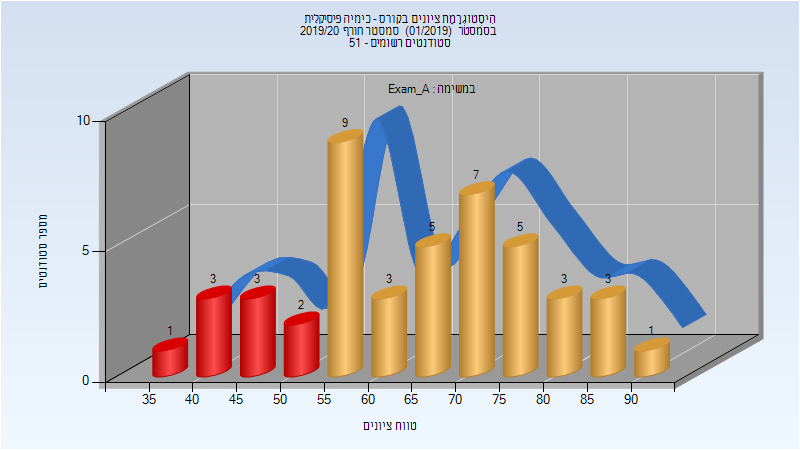 היסטוגרמת ציונים בקורס - כימיה פיסיקלית
בסמסטר (01/2019) סמסטר חורף 2019/20
סטודנטים רשומים - 51
במשימה : Exam_A
מספר סטודנטים
10
5
0
1
3
3
2
9
3
5
7
5
3
3
1
35 40 45 50 55 60 65 70 75 80 85 90
טווח ציונים